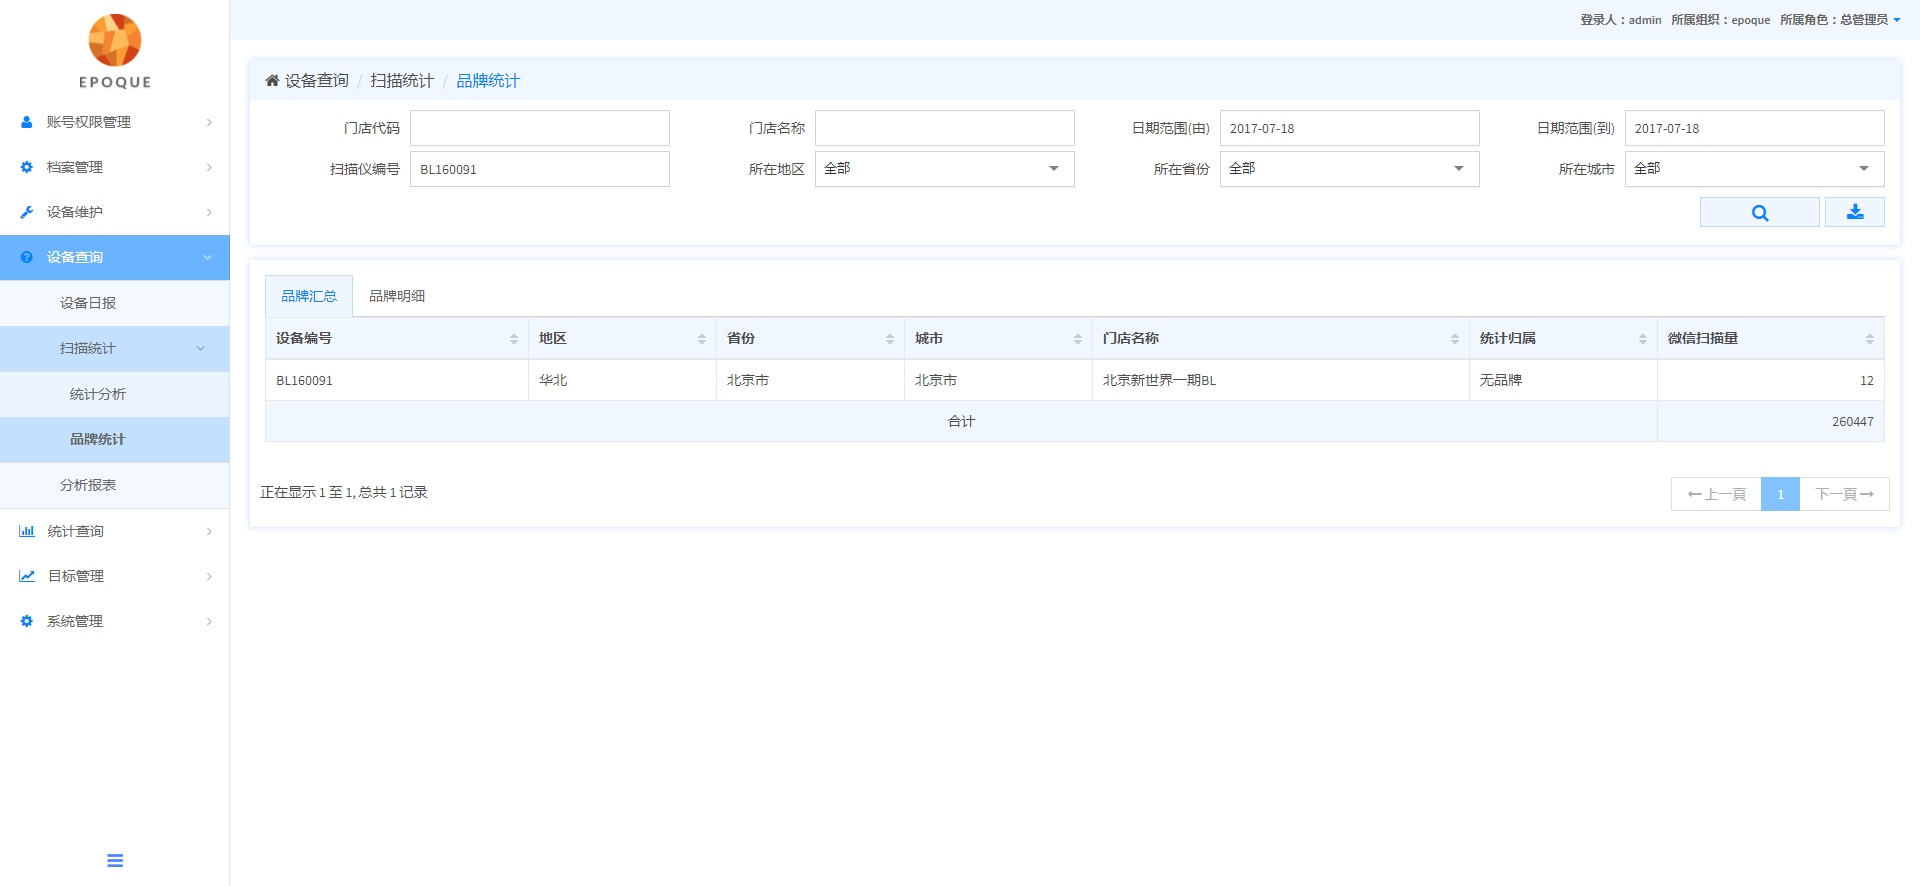 EPOQUE
登录人：admin 所属组织：epoque 所属角色：总管理员
账号权限管理
档案管理
设备维护
设备查询
设备日报
扫描统计
统计分析
品牌统计
分析报表
统计查询
目标管理
系统管理
设备查询 / 扫描统计 / 品牌统计
门店代码 门店名称 日期范围(由) 2017-07-18 日期范围(到) 2017-07-18
扫描仪编号 BL160091 所在地区 全部 所在省份 全部 所在城市 全部
品牌汇总 品牌明细
设备编号 地区 省份 城市 门店名称 统计归属 微信扫描量
BL160091 华北 北京市 北京市 北京新世界一期BL 无品牌 12
合计 260447
正在显示 1 至 1, 总共 1 记录 ←上一頁 1 下一頁→